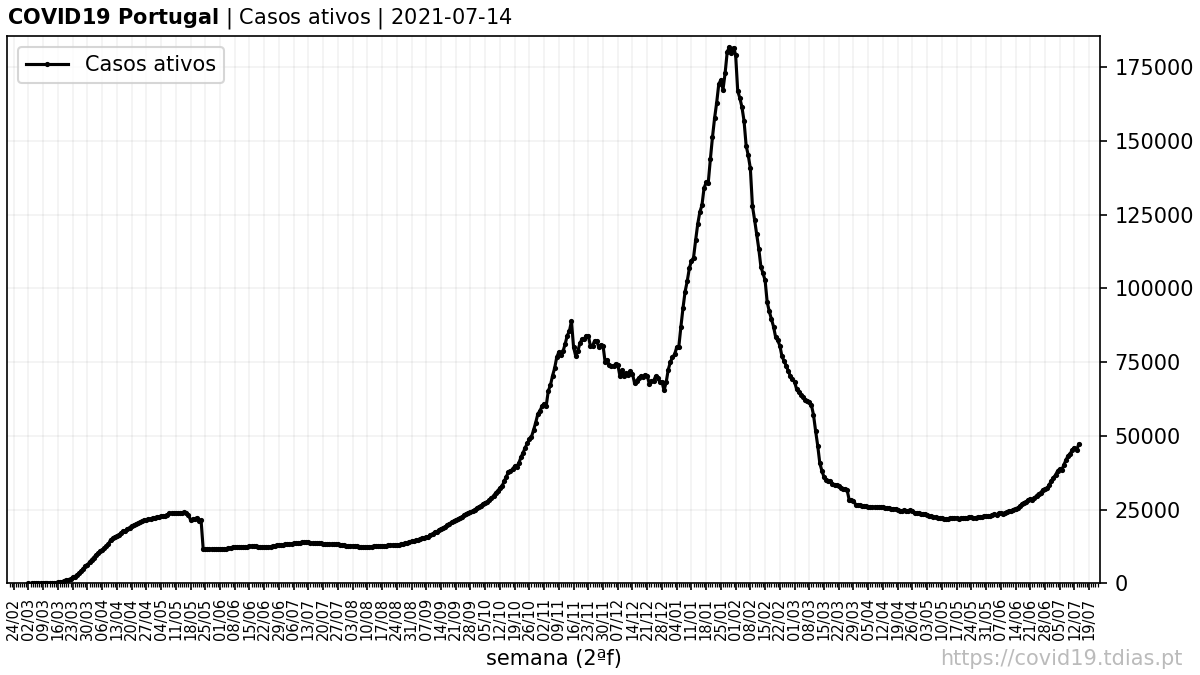 COVID19 Portugal | Casos ativos | 2021-07-14
Casos ativos
175000
150000
125000
100000
75000
50000
25000
0
24/02 02/03 09/03 16/03 23/03 30/03 06/04 13/04 20/04 27/04 04/05 11/05 18/05 25/05 01/06 08/06 15/06 22/06 29/06 06/07 13/07 20/07 27/07 03/08 10/08 17/08 24/08 31/08 07/09 14/09 21/09 28/09 05/10 12/10 19/10 26/10 02/11 09/11 16/11 23/11 30/11 07/12 14/12 21/12 28/12 04/01 11/01 18/01 25/01 01/02 08/02 15/02 22/02 01/03 08/03 15/03 22/03 29/03 05/04 12/04 19/04 26/04 03/05 10/05 17/05 24/05 31/05 07/06 14/06 21/06 28/06 05/07 12/07 19/07
semana (2ªf)
https://covid19.tdias.pt